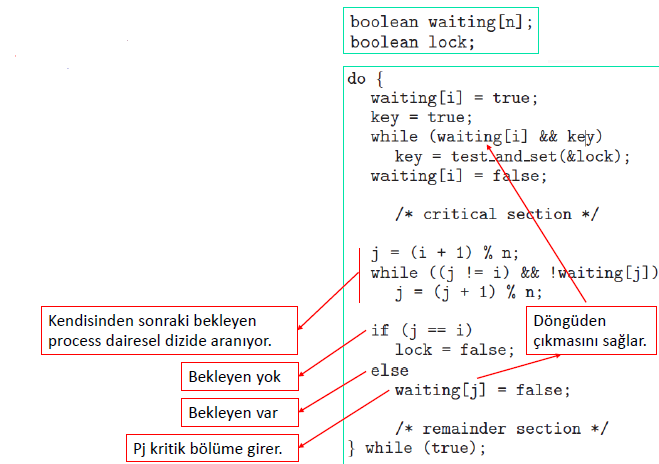 boolean waiting[n];
boolean lock;
do {
waiting[i] = true;
key = true;
while (waiting[i] && key)
key = test_and_set(&lock);
waiting[i] = false;
/* critical section */
j = (i + 1) % n;
while ((j != i) && !waiting[j])
j = (j + 1) % n;
if (j == i)
lock = false;
else
waiting[j] = false;
/* remainder section */
} while (true);
Kendisinden sonraki bekleyen
process dairesel dizide aranıyor.
Bekleyen yok
Bekleyen var
Pj kritik bölüme girer.
Döngüden
çıkmasını sağlar.